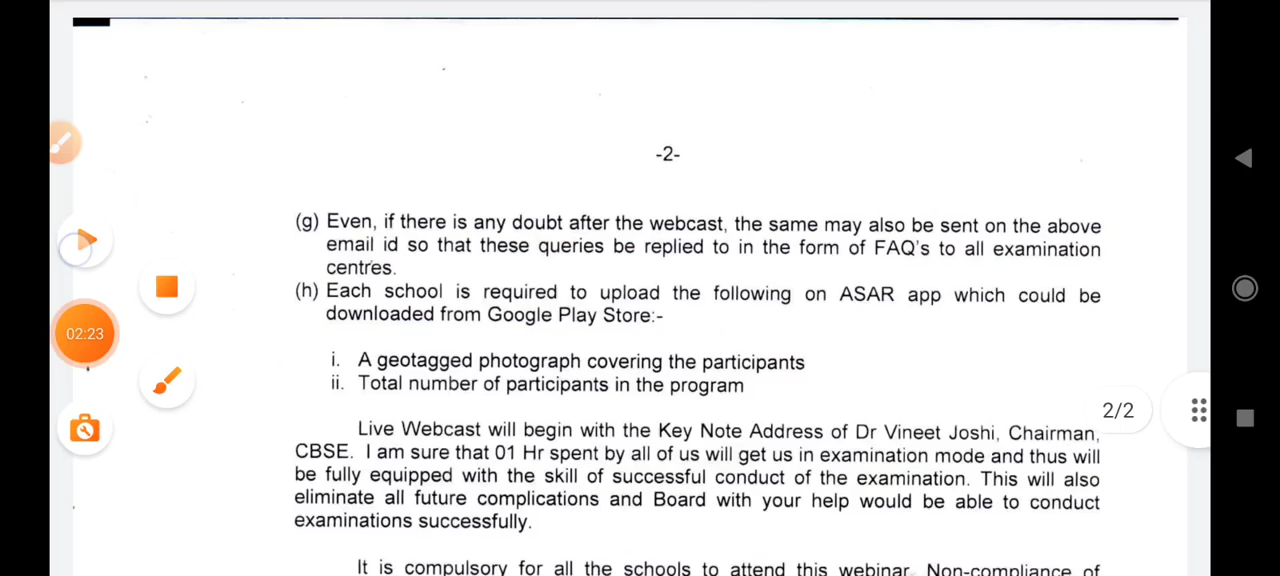 -2-
(g) Even, if there is any doubt after the webcast, the same may also be sent on the above
email id so that these queries be replied to in the form of FAQ's to all examination
centres.
(h) Each school is required to upload the following on ASAR app which could be
downloaded from Google Play Store:-
i. A geotagged photograph covering the participants
ii. Total number of participants in the program
Live Webcast will begin with the Key Note Address of Dr Vineet Joshi, Chairman,
CBSE. I am sure that 01 Hr spent by all of us will get us in examination mode and thus will
be fully equipped with the skill of successful conduct of the examination. This will also
eliminate all future complications and Board with your help would be able to conduct
examinations successfully.
It is compulsory for all the schools to attend this webinar. Non-compliance of
02:23
2/2